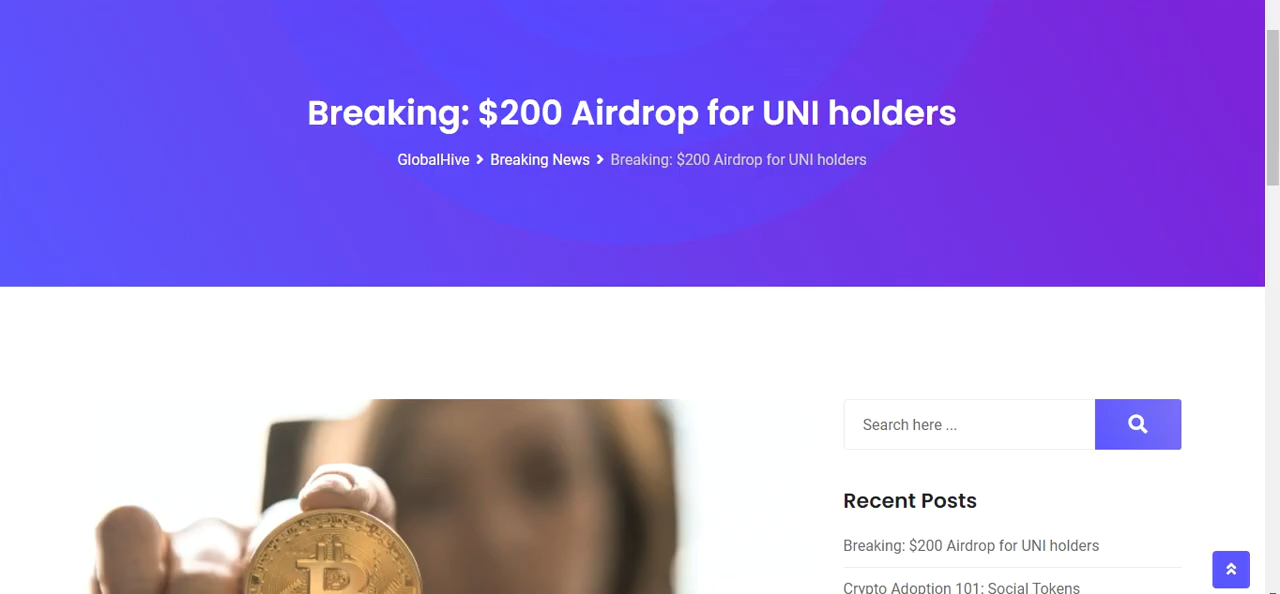 Breaking: $200 Airdrop for UNI holders
GlobalHive > Breaking News > Breaking: $200 Airdrop for UNI holders
Search here ...
Recent Posts
Breaking: $200 Airdrop for UNI holders
Crypto Adoption 101: Social Tokens